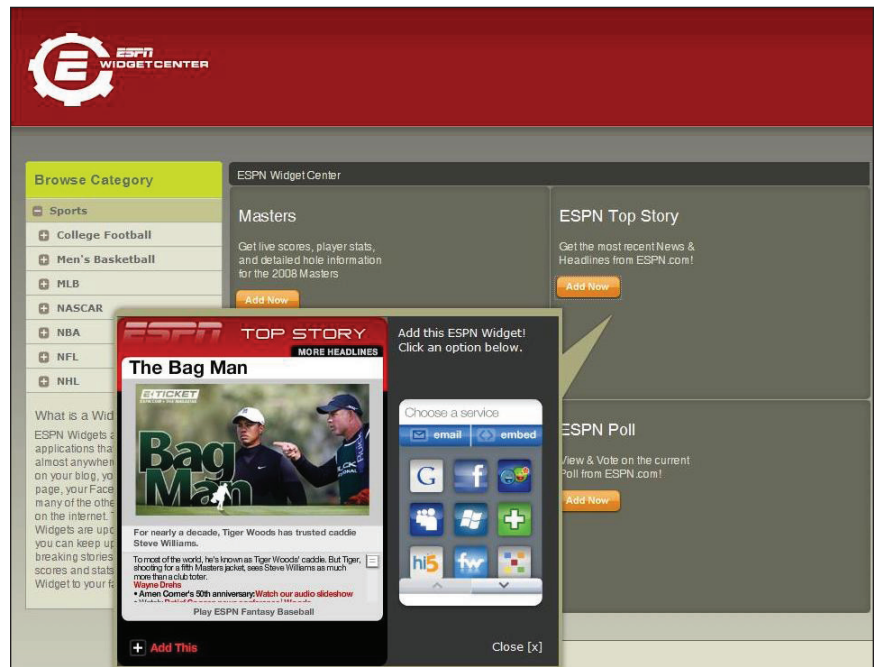 ESPN
WIDGETCENTER
Browse Category
Sports
College Football
Men's Basketball
MLB
NASCAR
NBA
NFL
NHL
What is a Wid
ESPN Widgets a
applications tha
almost anywher
on your blog, yo
page, your Face
many of the othe
on the internet. T
Widgets are upd
you can keep up
breaking stories
scores and stats
Widget to your fa
ESPN Widget Center
Masters
Get live scores, player stats,
and detailed hole information
for the 2008 Masters
Add Now
ESPN Top Story
Get the most recent News &
Headlines from ESPN.com!
Add Now
ESPN Poll
View & Vote on the current
Poll from ESPN.com!
Add Now
ESPN TOP STORY
MORE HEADLINES
The Bag Man
E:TICKET
Bag
Man
For nearly a decade, Tiger Woods has trusted caddie
Steve Williams.
To most of the world, he's known as Tiger Woods' caddie. But Tiger,
shooting for a fifth Masters jacket, sees Steve Williams as much
more than a club toter.
Wayne Drehs
• Amen Corner's 50th anniversary: Watch our audio slideshow
Play ESPN Fantasy Baseball
Add This
Add this ESPN Widget!
Click an option below.
Choose a service
email
embed
G
f
hi5
fw
Close [x]